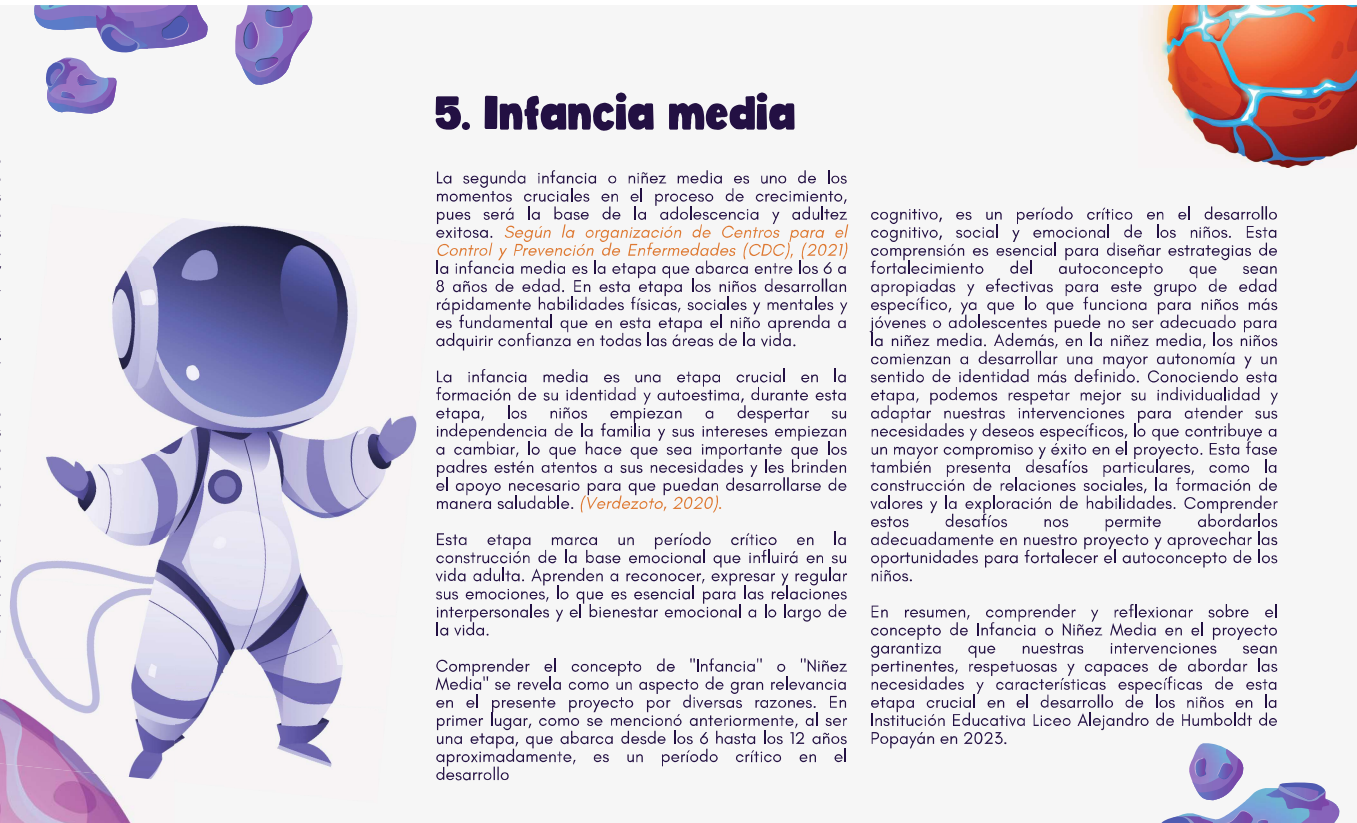 5. Infancia media
La segunda infancia o niñez media es uno de los
momentos cruciales en el proceso de crecimiento,
pues será la base de la adolescencia y adultez
exitosa. Según la organización de Centros para el
Control y Prevención de Enfermedades (CDC), (2021)
la infancia media es la etapa que abarca entre los 6 a
8 años de edad. En esta etapa los niños desarrollan
rápidamente habilidades físicas, sociales y mentales y
es fundamental que en esta etapa el niño aprenda a
adquirir confianza en todas las áreas de la vida.
La infancia media es una etapa crucial en la
formación de su identidad y autoestima, durante esta
etapa, los niños empiezan a despertar su
independencia de la familia y sus intereses empiezan
a cambiar, lo que hace que sea importante que los
padres estén atentos a sus necesidades y les brinden
el apoyo necesario para que puedan desarrollarse de
manera saludable. (Verdezoto, 2020).
Esta etapa marca un período crítico en la
construcción de la base emocional que influirá en su
vida adulta. Aprenden a reconocer, expresar y regular
sus emociones, lo que es esencial para las relaciones
interpersonales y el bienestar emocional a lo largo de
la vida.
Comprender el concepto de "Infancia" o "Niñez
Media" se revela como un aspecto de gran relevancia
en el presente proyecto por diversas razones. En
primer lugar, como se mencionó anteriormente, al ser
una etapa, que abarca desde los 6 hasta los 12 años
aproximadamente, es un período crítico en el
desarrollo
cognitivo, es un período crítico en el desarrollo
cognitivo, social y emocional de los niños. Esta
comprensión es esencial para diseñar estrategias de
fortalecimiento del autoconcepto que sean
apropiadas y efectivas para este grupo de edad
específico, ya que lo que funciona para niños más
jóvenes o adolescentes puede no ser adecuado para
la niñez media. Además, en la niñez media, los niños
comienzan a desarrollar una mayor autonomía y un
sentido de identidad más definido. Conociendo esta
etapa, podemos respetar mejor su individualidad y
adaptar nuestras intervenciones para atender sus
necesidades y deseos específicos, lo que contribuye a
un mayor compromiso y éxito en el proyecto. Esta fase
también presenta desafíos particulares, como la
construcción de relaciones sociales, la formación de
valores y la exploración de habilidades. Comprender
estos desafíos nos permite abordarlos
adecuadamente en nuestro proyecto y aprovechar las
oportunidades para fortalecer el autoconcepto de los
niños.
En resumen, comprender y reflexionar sobre el
concepto de Infancia o Niñez Media en el proyecto
garantiza que nuestras intervenciones sean
pertinentes, respetuosas y capaces de abordar las
necesidades y características específicas de esta
etapa crucial en el desarrollo de los niños en la
Institución Educativa Liceo Alejandro de Humboldt de
Popayán en 2023.